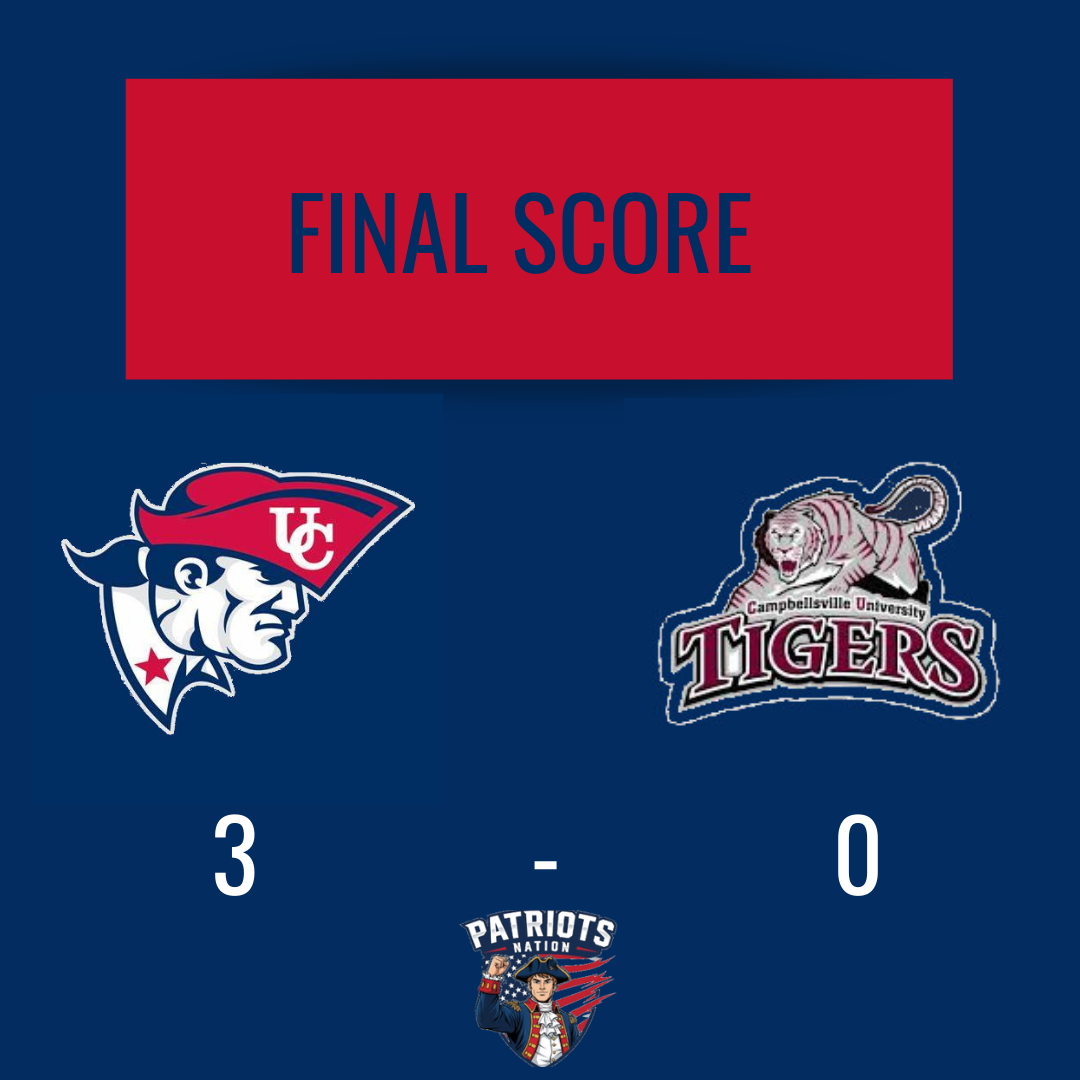 FINAL SCORE
UC
Campbellsville University
TIGERS
3 - 0
PATRIOTS
NATION